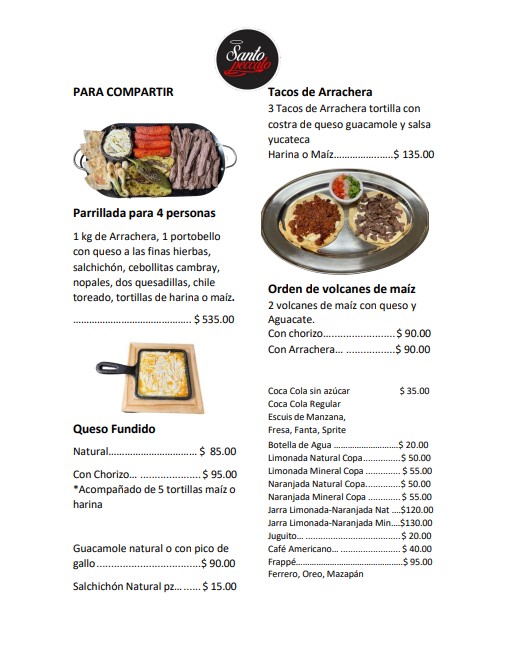 Santo
peccato
PARA COMPARTIR
Parrillada para 4 personas
1 kg de Arrachera, 1 portobello
con queso a las finas hierbas,
salchichón, cebollitas cambray,
nopales, dos quesadillas, chile
toreado, tortillas de harina o maíz.
............................................ $ 535.00
Queso Fundido
Natural................................. $ 85.00
Con Chorizo... ...................... $ 95.00
*Acompañado de 5 tortillas maíz o
harina
Guacamole natural o con pico de
gallo.......................................$ 90.00
Salchichón Natural pz... ...... $ 15.00
Tacos de Arrachera
3 Tacos de Arrachera tortilla con
costra de queso guacamole y salsa
yucateca
Harina o Maíz......................$ 135.00
Orden de volcanes de maíz
2 volcanes de maíz con queso y
Aguacate.
Con chorizo..........................$ 90.00
Con Arrachera... ..................$ 90.00
Coca Cola sin azúcar $ 35.00
Coca Cola Regular
Escuis de Manzana,
Fresa, Fanta, Sprite
Botella de Agua .............................$ 20.00
Limonada Natural Copa..............$ 50.00
Limonada Mineral Copa ............. $ 55.00
Naranjada Natural Copa.............$ 50.00
Naranjada Mineral Copa ............ $ 55.00
Jarra Limonada-Naranjada Nat ....$120.00
Jarra Limonada-Naranjada Min....$130.00
Juguito... ....................................... $ 20.00
Café Americano... ........................ $ 40.00
Frappé...............................................$ 95.00
Ferrero, Oreo, Mazapán